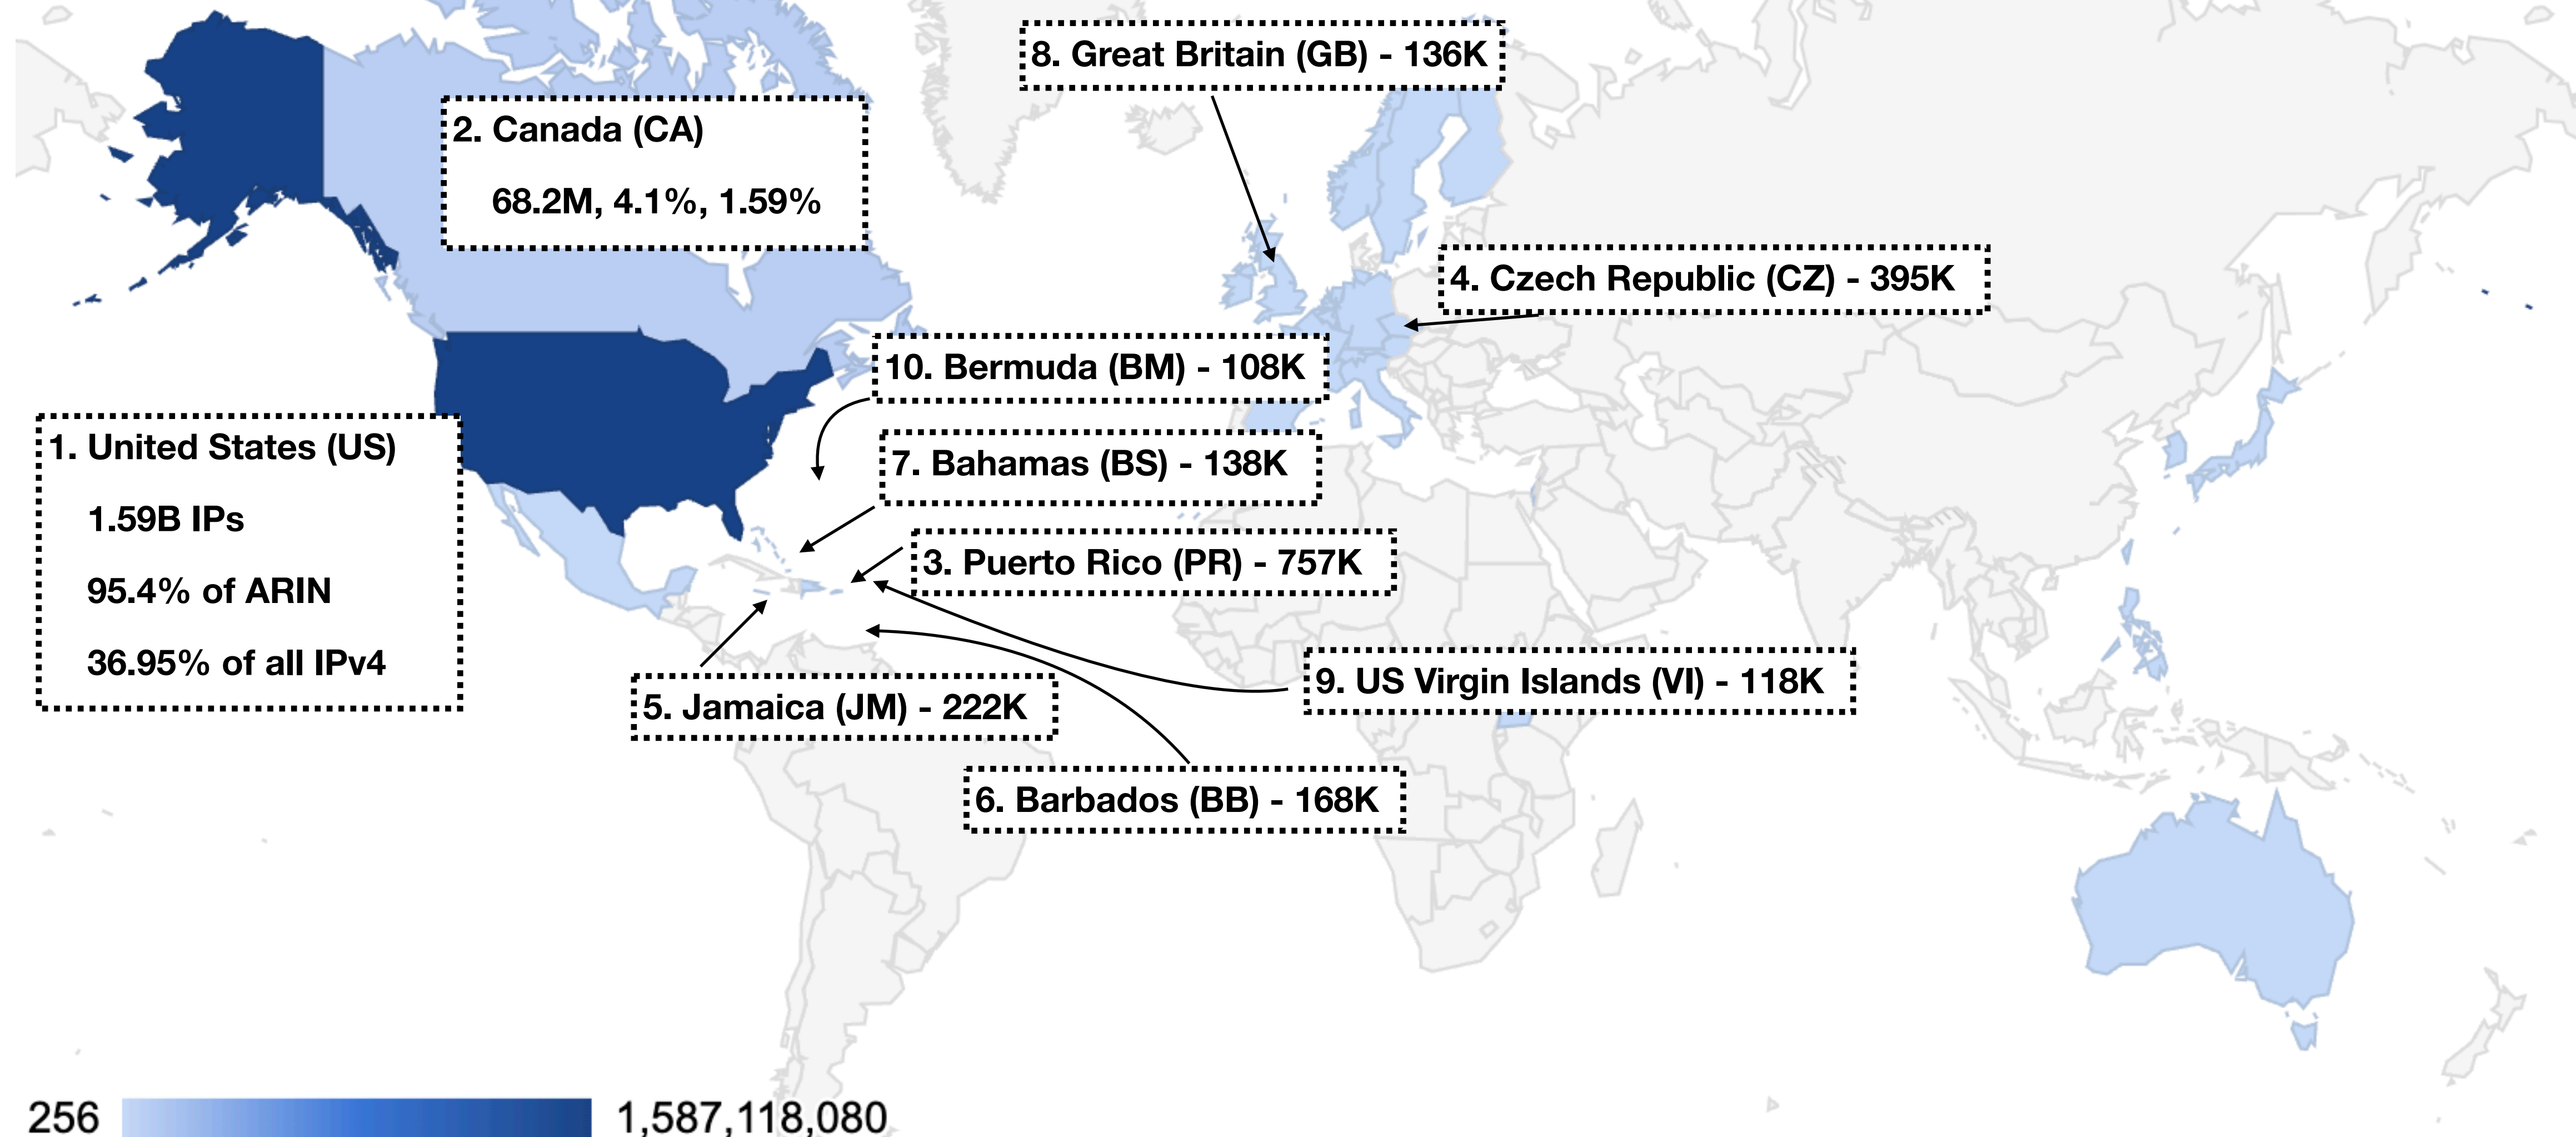 8. Great Britain (GB) - 136K
2. Canada (CA)
68.2M, 4.1%, 1.59%
4. Czech Republic (CZ) - 395K
10. Bermuda (BM) - 108K
1. United States (US)
1.59B IPs
95.4% of ARIN
36.95% of all IPv4
7. Bahamas (BS) - 138K
3. Puerto Rico (PR) - 757K
9. US Virgin Islands (VI) - 118K
5. Jamaica (JM) - 222K
6. Barbados (BB) - 168K
256
1,587,118,080